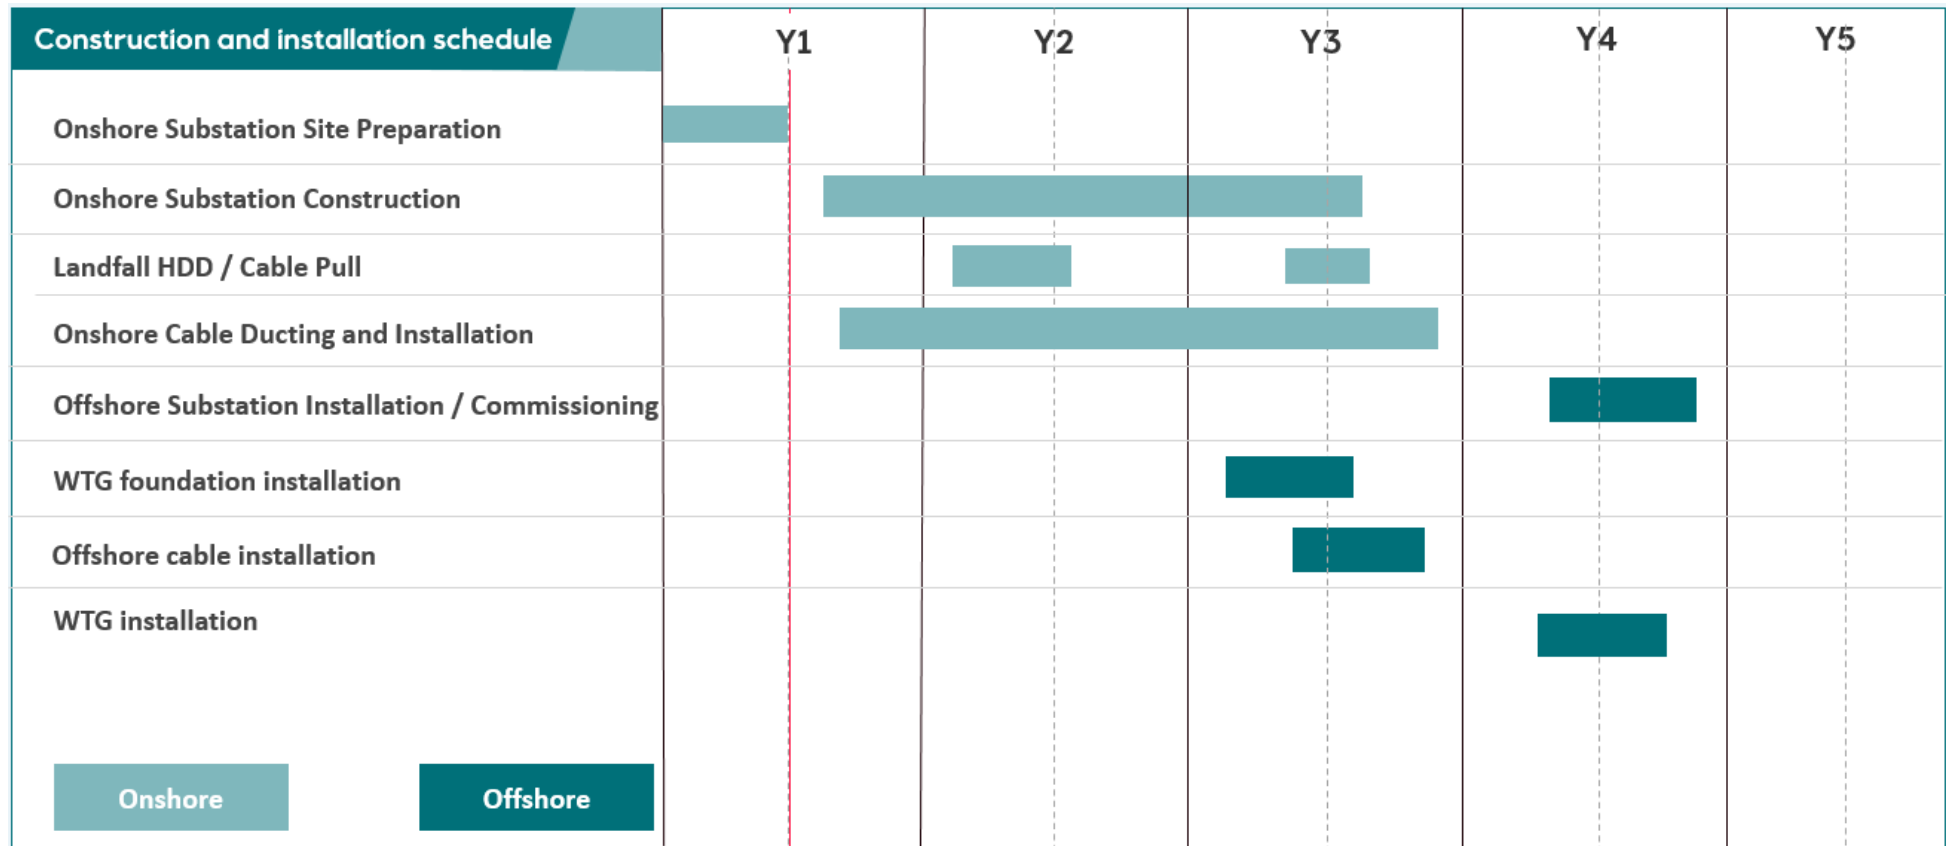 Construction and installation schedule Y1 Y2 Y3 Y4 Y5
Onshore Substation Site Preparation
Onshore Substation Construction
Landfall HDD / Cable Pull
Onshore Cable Ducting and Installation
Offshore Substation Installation / Commissioning
WTG foundation installation
Offshore cable installation
WTG installation
Onshore Offshore